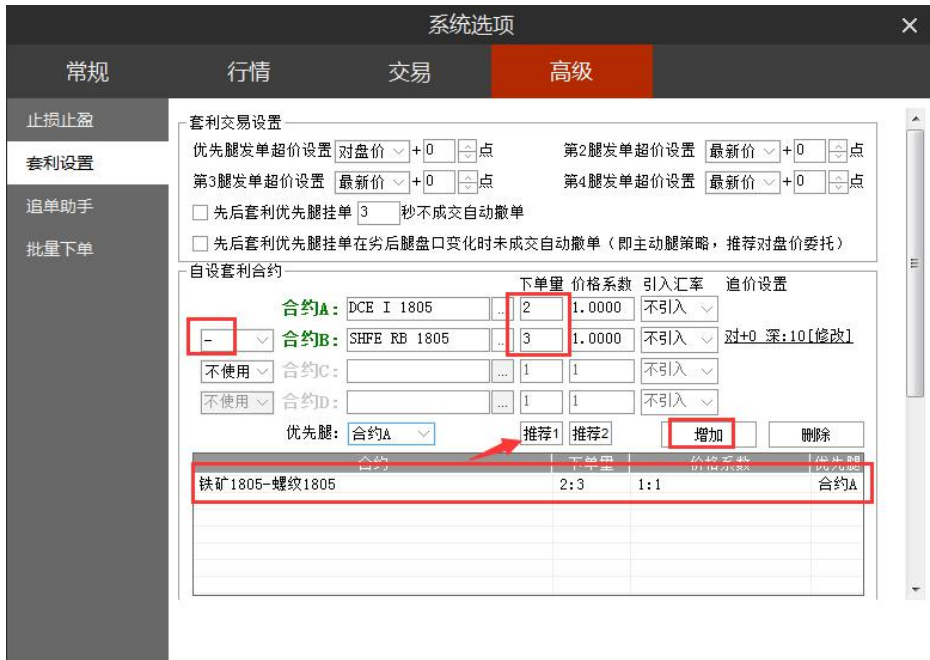 系统选项
常规 行情 交易 高级
止损止盈
套利设置
追单助手
批量下单
套利交易设置
优先腿发单超价设置 对盘价 +0 点 第2腿发单超价设置 最新价 +0 点
第3腿发单超价设置 最新价 +0 点 第4腿发单超价设置 最新价 +0 点
先后套利优先腿挂单 3 秒不成交自动撤单
先后套利优先腿挂单在劣后腿盘口变化时未成交自动撤单(即主动腿策略,推荐对盘价委托)
自设套利合约
下单量 价格系数 引入汇率 追价设置
合约A: DCE I 1805 ... 2 1.0000 不引入
- 合约B: SHFE RB 1805 ... 3 1.0000 不引入 对+0 深:10[修改]
不使用 合约C: ... 1 1 不引入
不使用 合约D: ... 1 1 不引入
优先腿: 合约A 推荐1 推荐2 增加 删除
合约 下单量 价格系数 优先腿
铁矿1805-螺纹1805 2:3 1:1 合约A